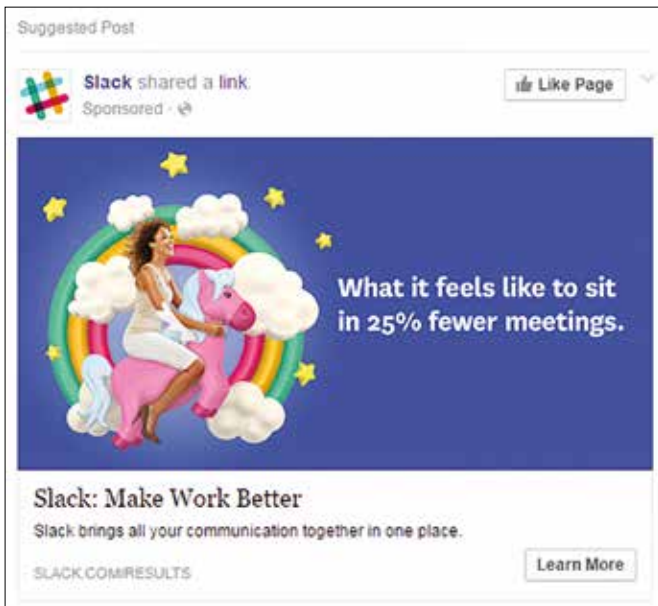 Suggested Post
Slack shared a link.
Like Page
Sponsored ·
What it feels like to sit
in 25% fewer meetings.
Slack: Make Work Better
Slack brings all your communication together in one place.
SLACK.COM/RESULTS
Learn More